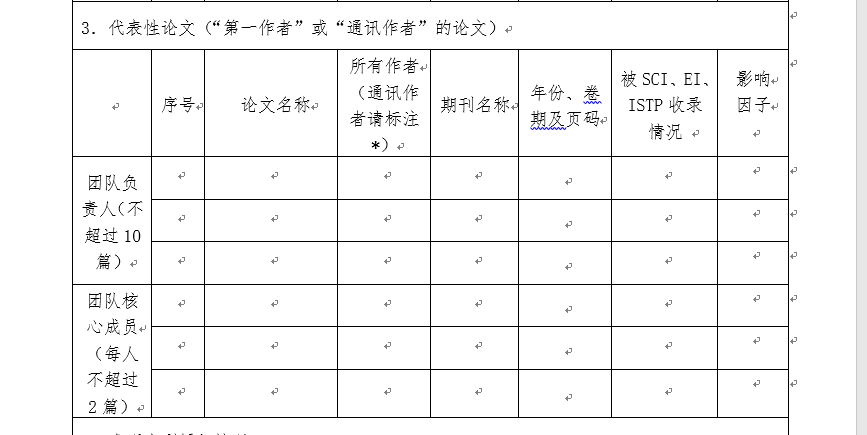 3. 代表性论文（“第一作者”或“通讯作者”的论文）
序号
论文名称
所有作者
（通讯作
者请标注
*）
期刊名称
年份、卷
期及页码
被 SCI、EI、
ISTP 收录
情况
影响
因子
团队负
责人（不
超过 10
篇）
团队核
心成员
（每人
不超过
2 篇）